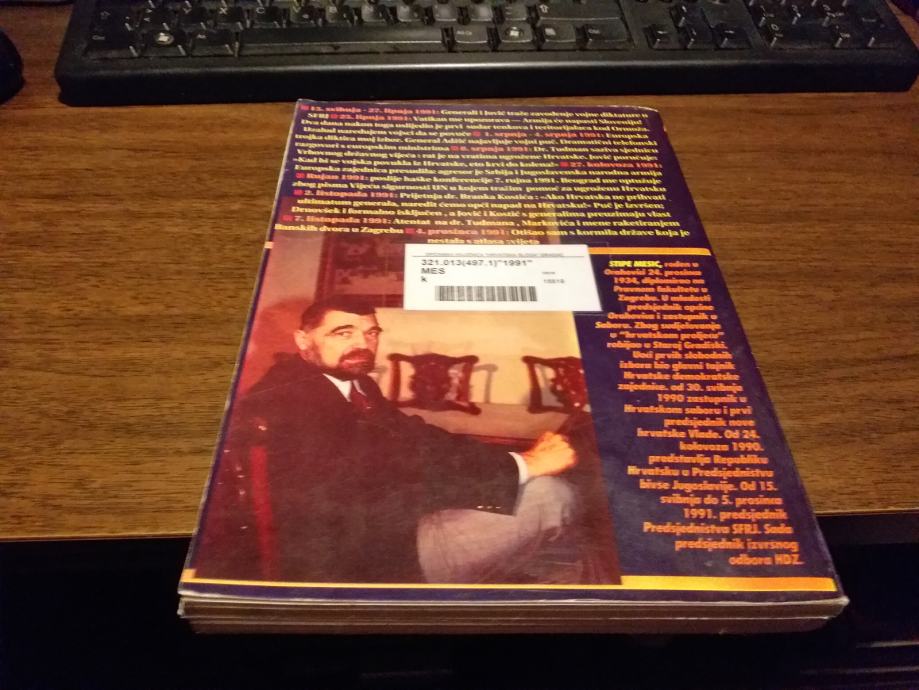 ■ 15. svibnja - 27. lipnja 1991: Generali i Jović traže zavođenje vojne diktature u
SFRJ ■ 25. lipnja 1991: Vatikan me upozorava — Armija će napasti Sloveniju!
Dva dana nakon toga uslijedio je prvi sudar tenkova i teritorijalaca kod Ormoža.
Uzalud naređujem vojsci da se povuče ■ 1. srpnja - 4. srpnja 1991: Europska
trojka diktira moj izbor. General Adžić najavljuje vojni puč. Dramatični telefonski
razgovori s europskim ministrima ■ 6. srpnja 1991: Dr. Tuđman saziva sjednicu
Vrhovnog državnog vijeća: rat je na vratima ugrožene Hrvatske. Jović poručuje:
«Kad bi se vojska povukla iz Hrvatske, eto krvi do koljena!» ■ 27. kolovoza 1991:
Europska zajednica presudila: agresor je Srbija i Jugoslavenska narodna armija
■ Rujan 1991: poslije haške konferencije 7. rujna 1991. Beograd me optužuje
zbog pisma Vijeću sigurnosti UN u kojem tražim pomoć za ugroženu Hrvatsku
■ 2. listopada 1991: Prijetnja dr. Branka Kostića: «Ako Hrvatska ne prihvati
ultimatum generala, naredit ćemo opći napad na Hrvatsku!» Puč je izvršen:
Drnovšek i formalno isključen, a Jović i Kostić s generalima preuzimaju vlast
■ 7. listopada 1991: Atentat na dr. Tuđmana, Markovića i mene raketiranjem
Banskih dvora u Zagrebu ■ 4. prosinca 1991: Otišao sam s kormila države koja je
nestala s atlasa svijeta
321.013(497.1)"1991"
MES
k
STIPE MESIĆ, rođen u
Orahovici 24. prosinca
1934, diplomirao na
Pravnom fakultetu u
Zagrebu. U mladosti
predsjednik općine
Orahovica i zastupnik u
Saboru. Zbog sudjelovanja
u "hrvatskom proljeću"
robijao u Staroj Gradiški.
Uoči prvih slobodnih
izbora bio glavni tajnik
Hrvatske demokratske
zajednice. od 30. svibnja
1990 zastupnik u
Hrvatskom saboru i prvi
predsjednik nove
hrvatske Vlade. Od 24.
kolovoza 1990.
predstavlja Republiku
Hrvatsku u Predsjedništvu
bivše Jugoslavije. Od 15.
svibnja do 5. prosinca
1991. predsjednik
Predsjedništva SFRJ. Sada
predsjednik izvršnog
odbora HDZ.